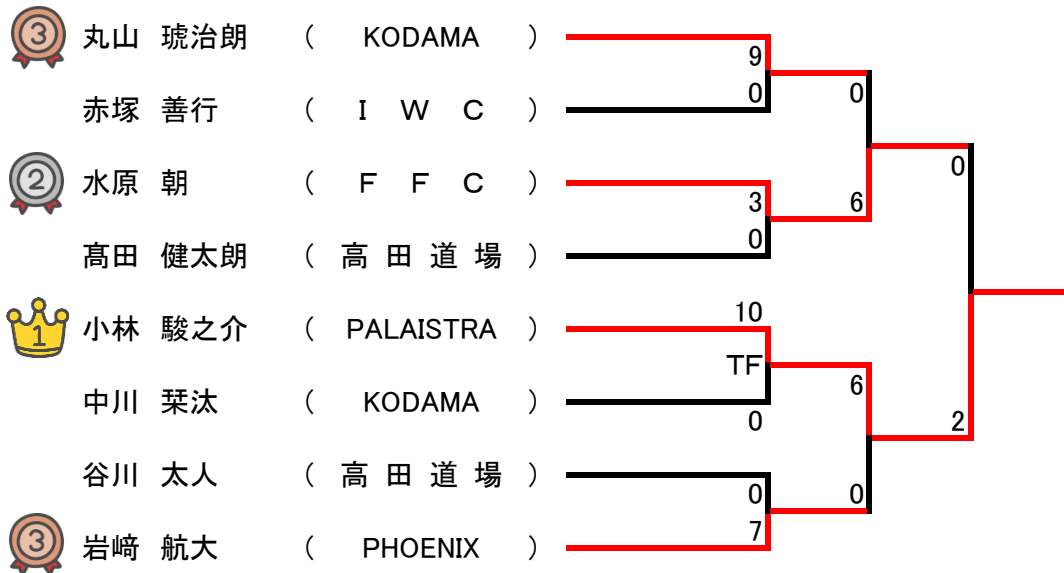 3 丸山 琥治朗 ( KODAMA )
9
0
赤塚 善行 ( I W C )
0
0
2 水原 朝 ( F F C )
3
6
0
髙田 健太朗 ( 高 田 道 場 )
1 小林 駿之介 ( PALAISTRA )
10
TF
6
中川 栞汰 ( KODAMA )
0
2
谷川 太人 ( 高 田 道 場 )
0
0
7
3 岩﨑 航大 ( PHOENIX )